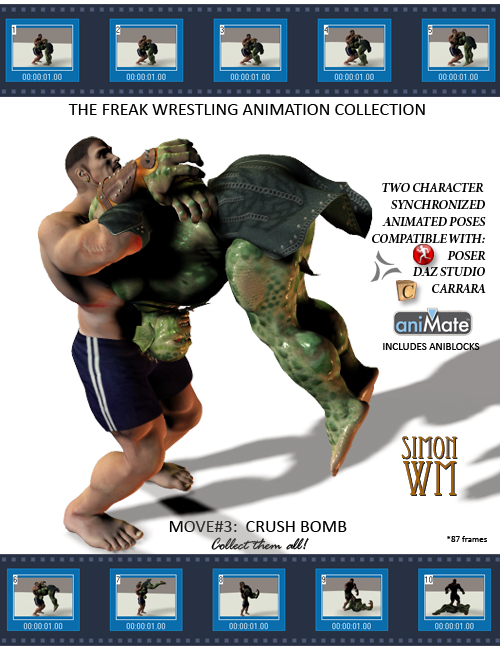 1
2
3
4
5
00:00:01.00
00:00:01.00
00:00:01.00
00:00:01.00
00:00:01.00
THE FREAK WRESTLING ANIMATION COLLECTION
TWO CHARACTER
SYNCHRONIZED
ANIMATED POSES
COMPATIBLE WITH:
POSER
DAZ STUDIO
C
CARRARA
aniMate™
INCLUDES ANIBLOCKS
SIMON
WM
MOVE#3: CRUSH BOMB
Collect them all!
*87 frames
6
7
8
9
10
00:00:01.00
00:00:01.00
00:00:01.00
00:00:01.00
00:00:01.00